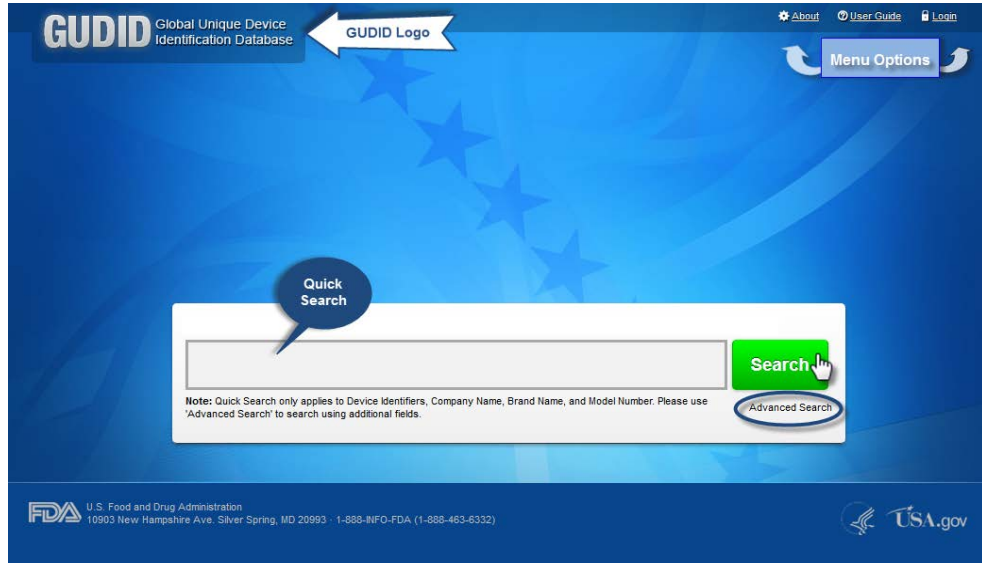 GUDID Global Unique Device
Identification Database
GUDID Logo
About User Guide Login
Menu Options
Quick
Search
Search
Note: Quick Search only applies to Device Identifiers, Company Name, Brand Name, and Model Number. Please use
'Advanced Search' to search using additional fields.
Advanced Search
FDA U.S. Food and Drug Administration
10903 New Hampshire Ave. Silver Spring, MD 20993 · 1-888-INFO-FDA (1-888-463-6332)
USA.gov